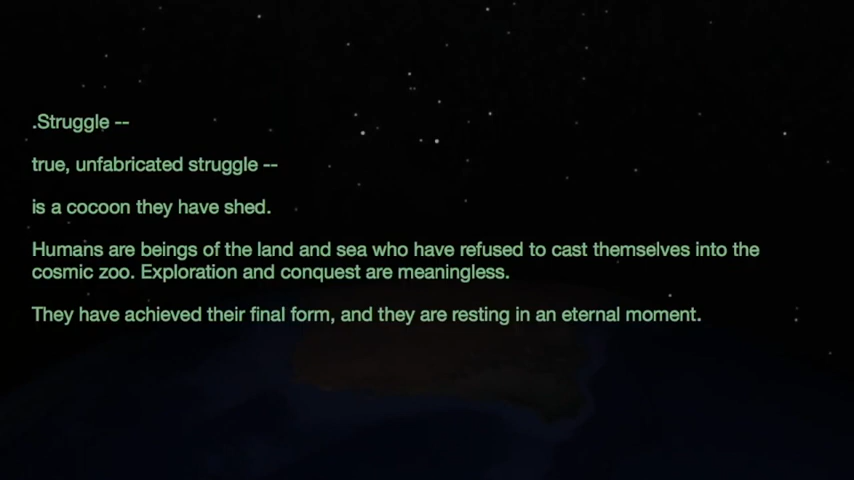 .Struggle --
true, unfabricated struggle --
is a cocoon they have shed.
Humans are beings of the land and sea who have refused to cast themselves into the
cosmic zoo. Exploration and conquest are meaningless.
They have achieved their final form, and they are resting in an eternal moment.